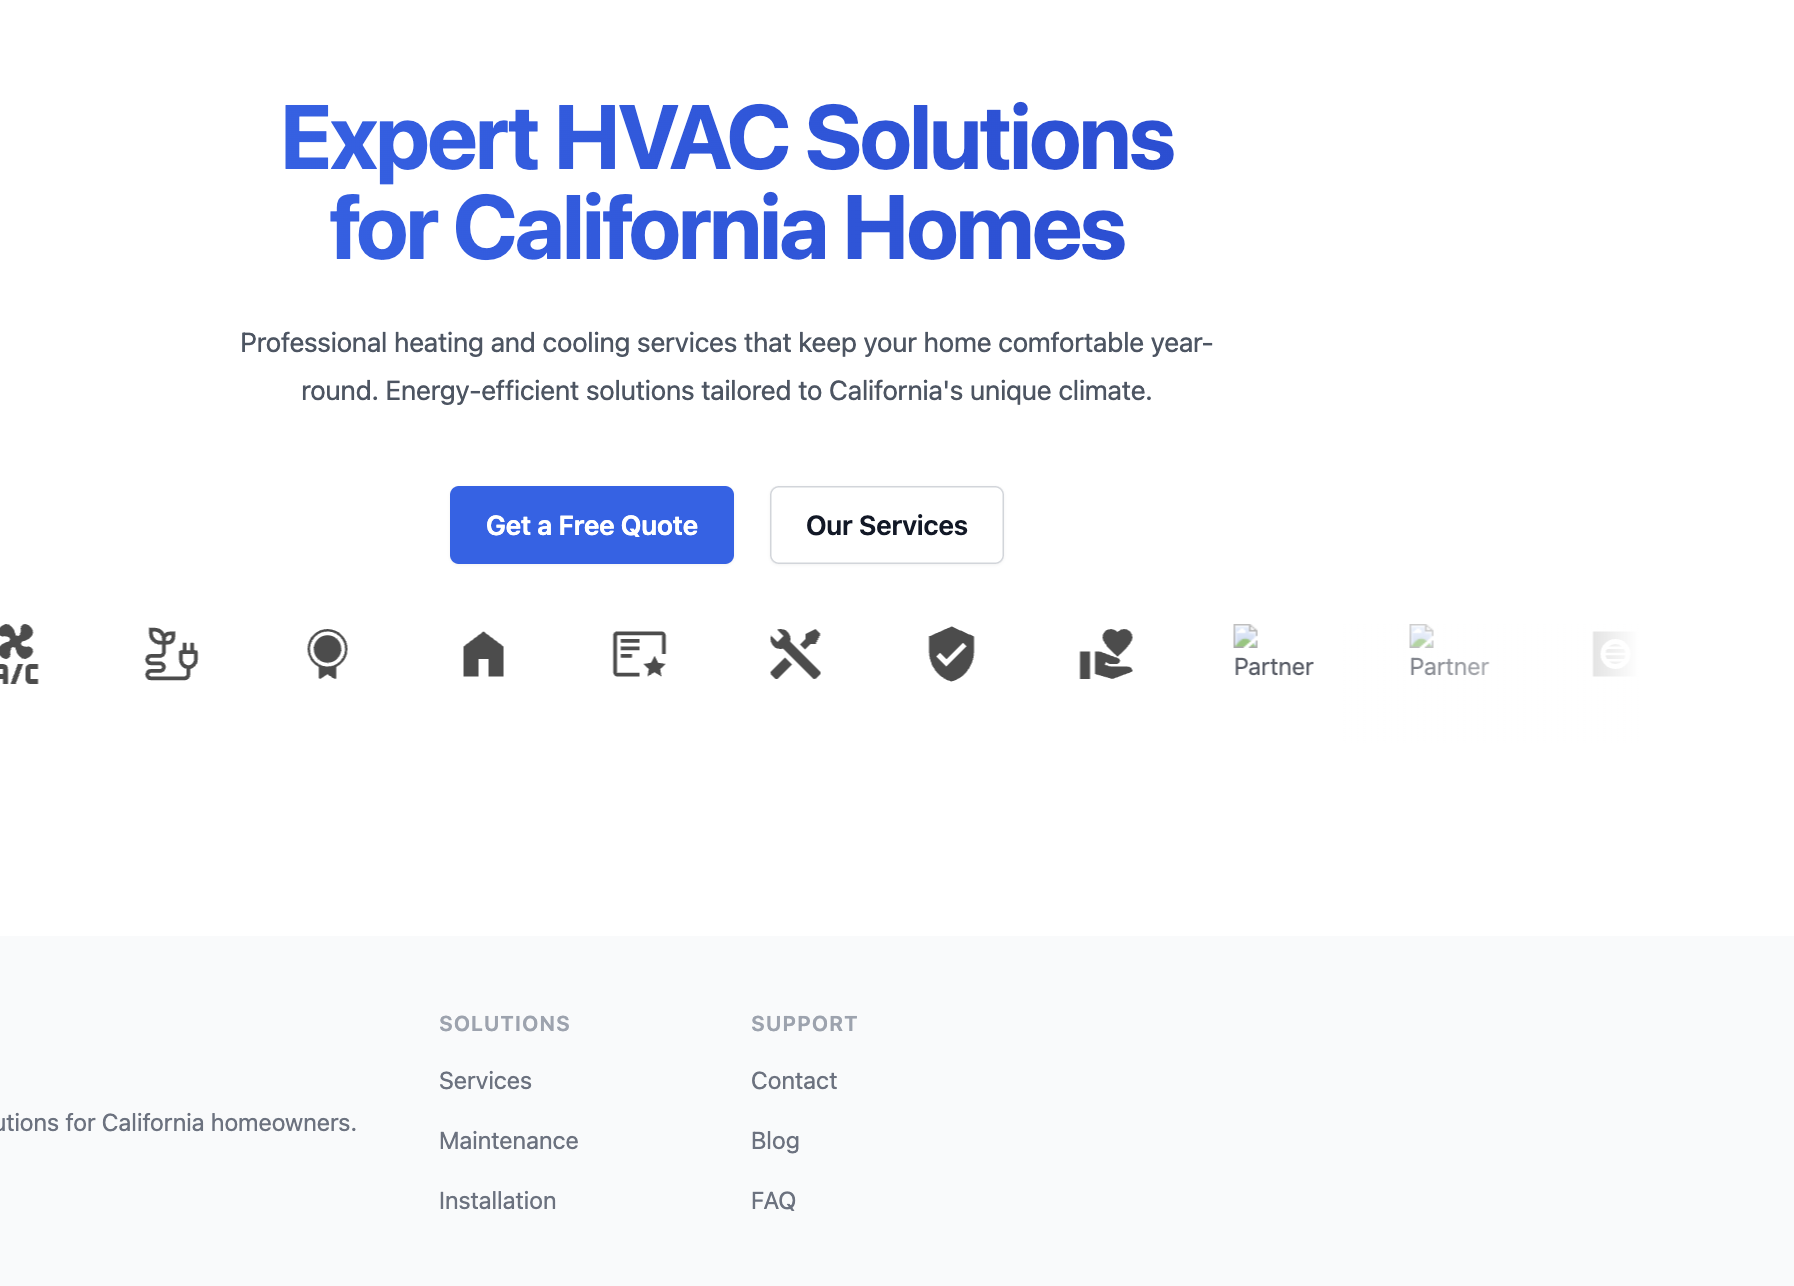 Expert HVAC Solutions
for California Homes
Professional heating and cooling services that keep your home comfortable year-
round. Energy-efficient solutions tailored to California's unique climate.
Get a Free Quote
Our Services
A/C
Partner
Partner
SOLUTIONS
SUPPORT
Services
Contact
utions for California homeowners.
Maintenance
Blog
Installation
FAQ